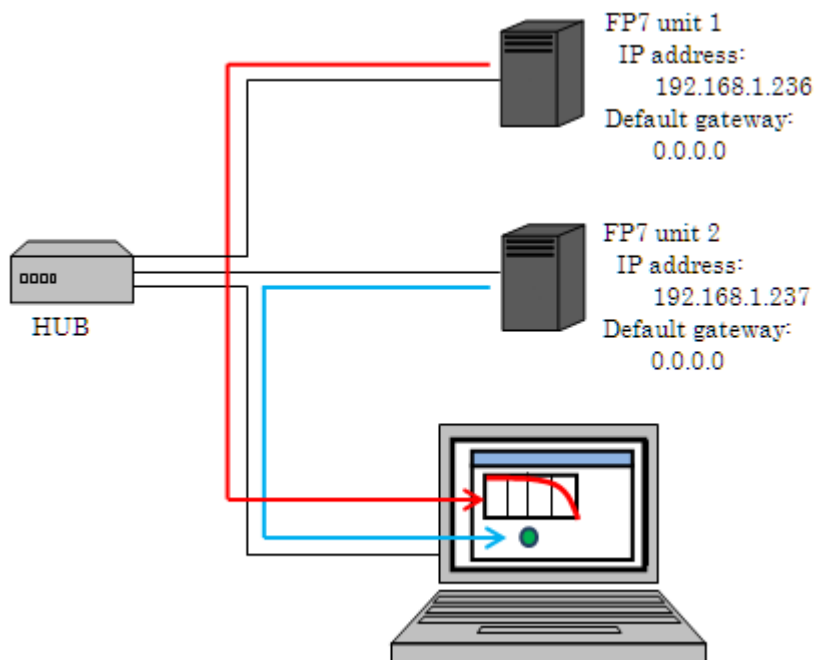 FP7 unit 1
IP address:
192.168.1.236
Default gateway:
0.0.0.0
FP7 unit 2
IP address:
192.168.1.237
Default gateway:
0.0.0.0
HUB